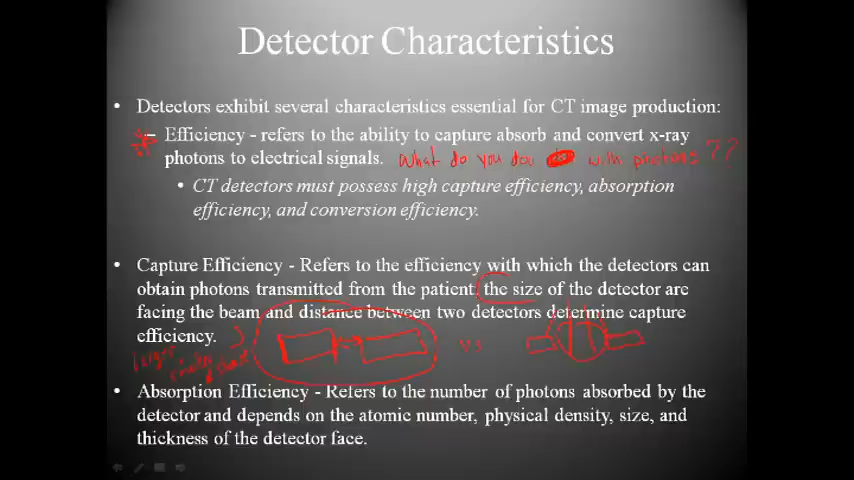 Detector Characteristics
• Detectors exhibit several characteristics essential for CT image production:
– Efficiency - refers to the ability to capture absorb and convert x-ray
photons to electrical signals. What do you dou with photons ??
• CT detectors must possess high capture efficiency, absorption
efficiency, and conversion efficiency.
• Capture Efficiency - Refers to the efficiency with which the detectors can
obtain photons transmitted from the patient the size of the detector are
facing the beam and distance between two detectors determine capture
efficiency.
vs
larger
• Absorption Efficiency - Refers to the number of photons absorbed by the
detector and depends on the atomic number, physical density, size, and
thickness of the detector face.